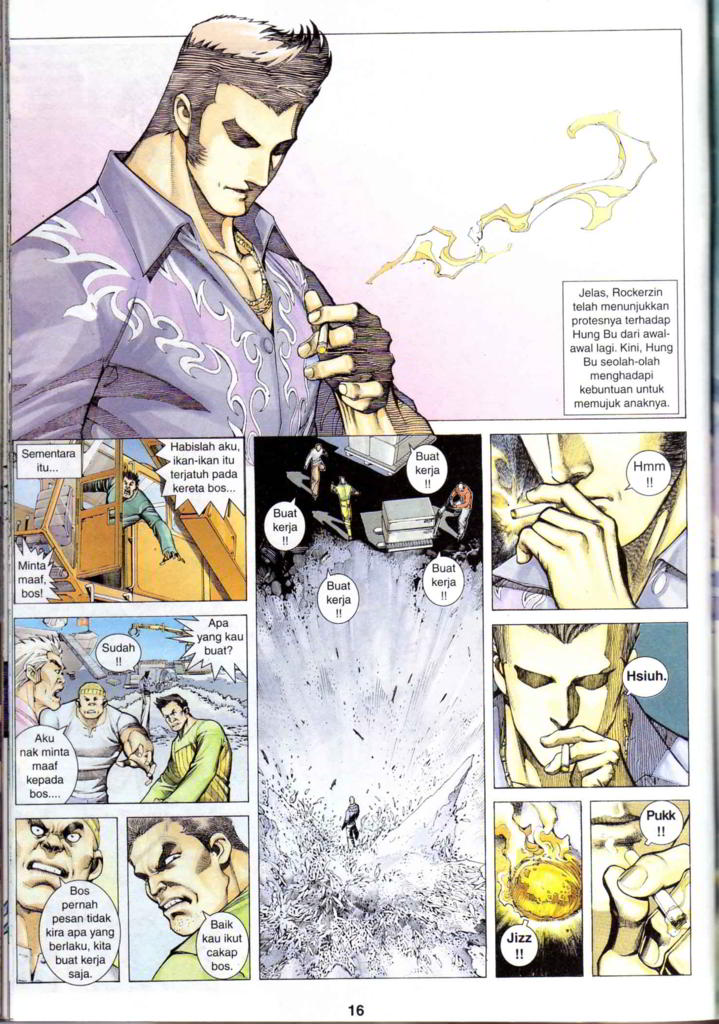 Jelas, Rockerzin
telah menunjukkan
protesnya terhadap
Hung Bu dari awal-
awal lagi. Kini, Hung
Bu seolah-olah
menghadapi
kebuntuan untuk
memujuk anaknya.
Sementara
itu...
Habislah aku,
ikan-ikan itu
terjatuh pada
kereta bos...
Minta
maaf,
bos!
Sudah
!!
Apa
yang kau
buat?
Aku
nak minta
maaf
kepada
bos....
Bos
pernah
pesan tidak
kira apa yang
berlaku, kita
buat kerja
saja.
Baik
kau ikut
cakap
bos.
Buat
kerja
!!
Buat
kerja
!!
Buat
kerja
!!
Buat
kerja
!!
Hmm
!!
Hsiuh.
Jizz
!!
Pukk
!!
16